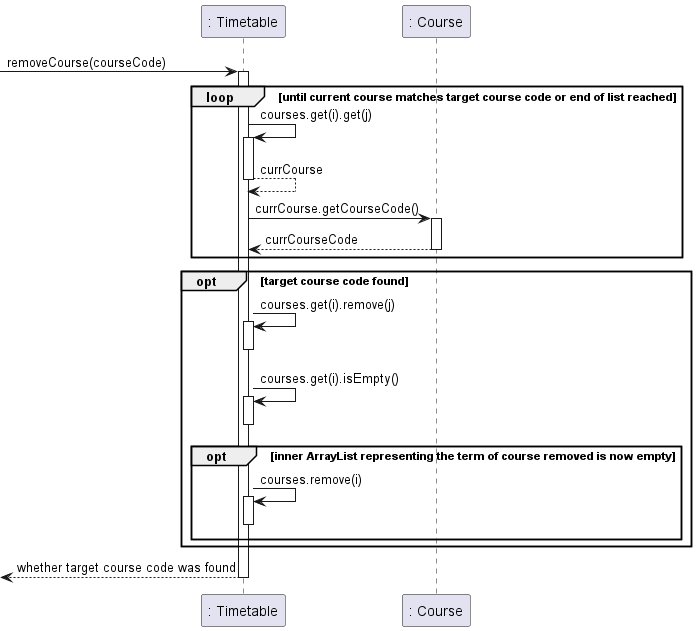 : Timetable
: Course
removeCourse(courseCode)
loop
[until current course matches target course code or end of list reached]
courses.get(i).get(j)
currCourse
currCourse.getCourseCode()
currCourseCode
opt
[target course code found]
courses.get(i).remove(j)
courses.get(i).isEmpty()
opt
[inner ArrayList representing the term of course removed is now empty]
courses.remove(i)
whether target course code was found
: Timetable
: Course